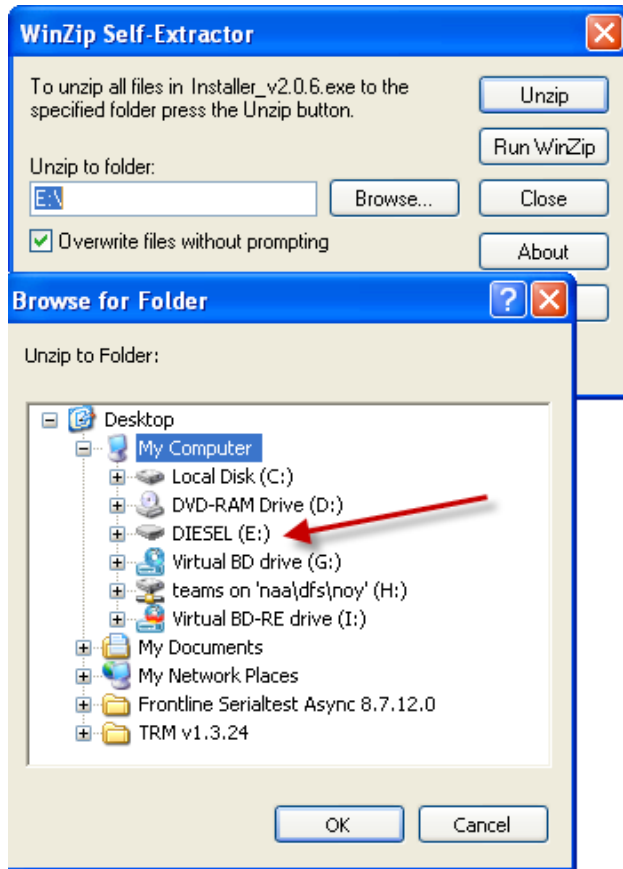 WinZip Self-Extractor
To unzip all files in Installer_v2.0.6.exe to the
specified folder press the Unzip button.
Unzip
Run WinZip
Unzip to folder:
E:\
Browse...
Close
Overwrite files without prompting
About
Browse for Folder
?
Unzip to Folder:
Desktop
My Computer
Local Disk (C:)
DVD-RAM Drive (D:)
DIESEL (E:)
Virtual BD drive (G:)
teams on 'naa\dfs\noy' (H:)
Virtual BD-RE drive (I:)
My Documents
My Network Places
Frontline Serialtest Async 8.7.12.0
TRM v1.3.24
OK
Cancel